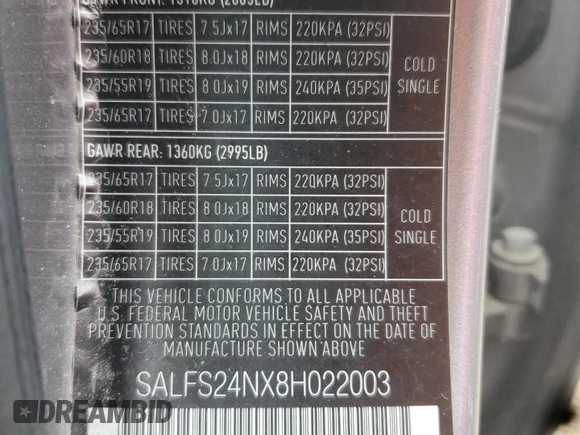 GAWR FRONT: 1310KG
235/65R17 TIRES 7.5Jx17 RIMS 220KPA (32PSI)
235/60R18 TIRES 8.0Jx18 RIMS 220KPA (32PSI)
235/55R19 TIRES 8.0Jx19 RIMS 240KPA (35PSI)
235/65R17 TIRES 7.0Jx17 RIMS 220KPA (32PSI)
COLD
SINGLE
GAWR REAR: 1360KG (2995LB)
235/65R17 TIRES 7.5Jx17 RIMS 220KPA (32PSI)
235/60R18 TIRES 8.0Jx18 RIMS 220KPA (32PSI)
235/55R19 TIRES 8.0Jx19 RIMS 240KPA (35PSI)
235/65R17 TIRES 7.0Jx17 RIMS 220KPA (32PSI)
COLD
SINGLE
THIS VEHICLE CONFORMS TO ALL APPLICABLE
U.S. FEDERAL MOTOR VEHICLE SAFETY AND THEFT
PREVENTION STANDARDS IN EFFECT ON THE DATE OF
MANUFACTURE SHOWN ABOVE
SALFS24NX8H022003
AUTOBIDMASTER